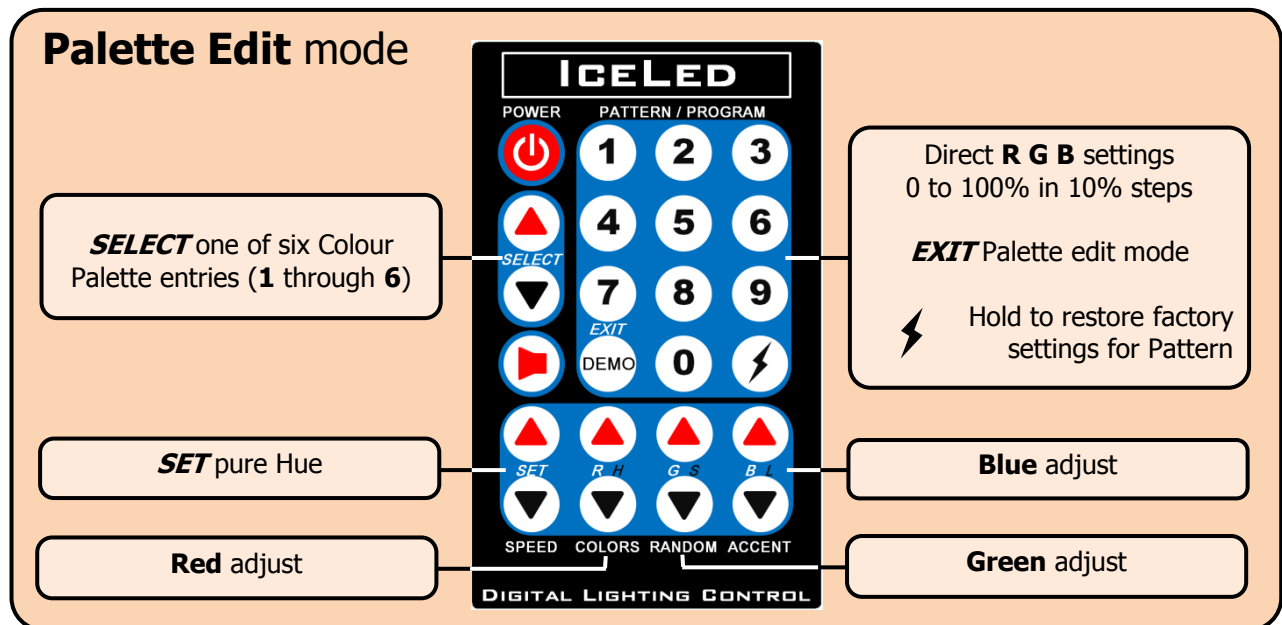 Palette Edit mode
ICELED
POWER PATTERN / PROGRAM
1 2 3
4 5 6
SELECT
7 8 9
EXIT
DEMO 0
SET R H G S B L
SPEED COLORS RANDOM ACCENT
DIGITAL LIGHTING CONTROL
SELECT one of six Colour
Palette entries (1 through 6)
SET pure Hue
Red adjust
Direct R G B settings
0 to 100% in 10% steps
EXIT Palette edit mode
Hold to restore factory
settings for Pattern
Blue adjust
Green adjust